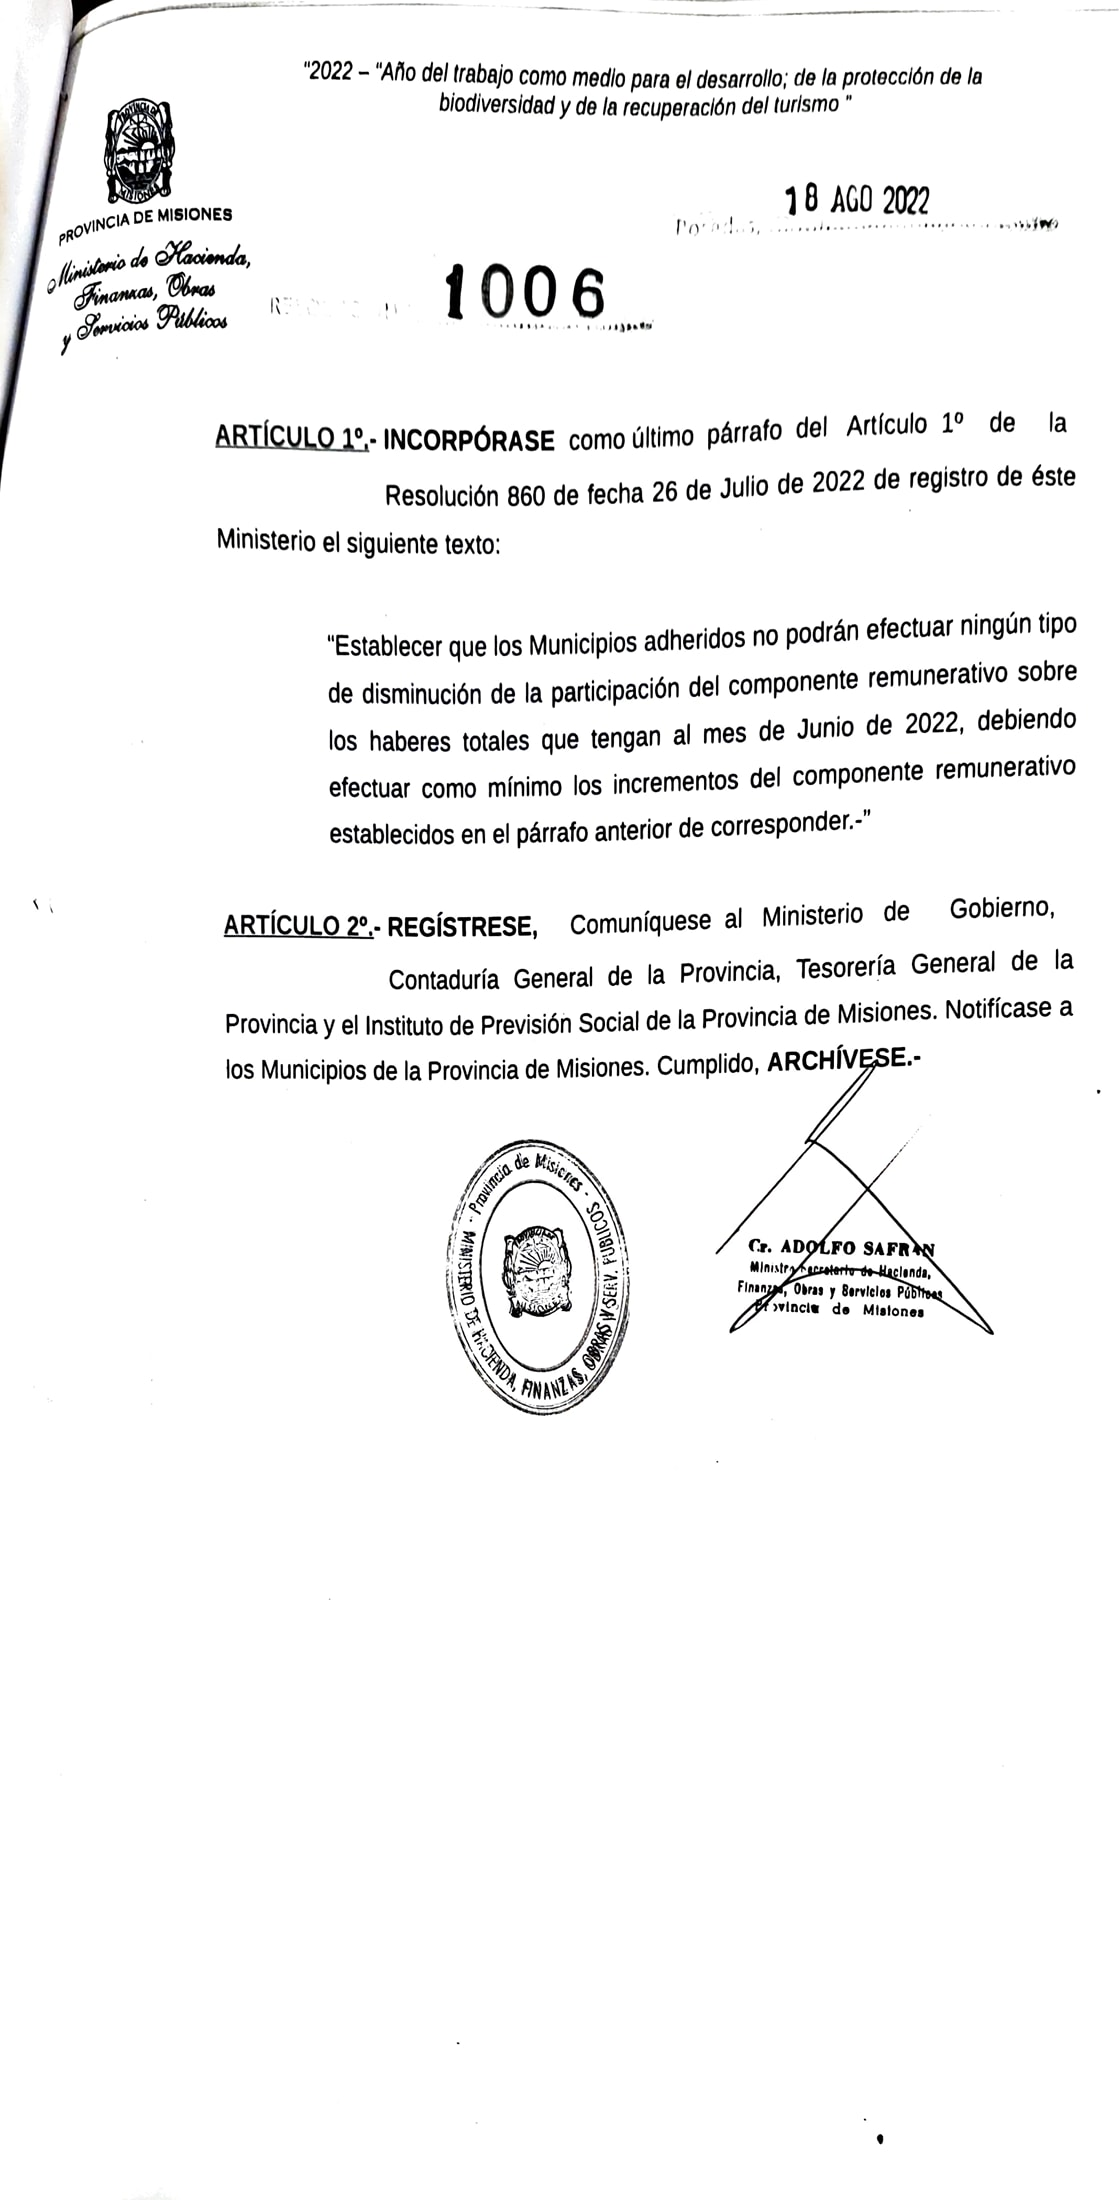 "2022 – "Año del trabajo como medio para el desarrollo; de la protección de la
biodiversidad y de la recuperación del turismo "
PROVINCIA DE MISIONES
Ministerio de Hacienda,
Finanzas, Obras
y Servicios Públicos
18 AGO 2022
1006
ARTÍCULO 1º.- INCORPÓRASE como último párrafo del Artículo 1º de la
Resolución 860 de fecha 26 de Julio de 2022 de registro de éste
Ministerio el siguiente texto:
"Establecer que los Municipios adheridos no podrán efectuar ningún tipo
de disminución de la participación del componente remunerativo sobre
los haberes totales que tengan al mes de Junio de 2022, debiendo
efectuar como mínimo los incrementos del componente remunerativo
establecidos en el párrafo anterior de corresponder.-"
ARTÍCULO 2º.- REGÍSTRESE, Comuníquese al Ministerio de Gobierno,
Contaduría General de la Provincia, Tesorería General de la
Provincia y el Instituto de Previsión Social de la Provincia de Misiones. Notifícase a
los Municipios de la Provincia de Misiones. Cumplido, ARCHÍVESE.-
- Provincia de Misiones -
MINISTERIO DE HACIENDA, FINANZAS, OBRAS Y SERV. PUBLICOS
Cr. ADOLFO SAFRAN
Ministro Secretario de Hacienda,
Finanzas, Obras y Servicios Públicos
Provincia de Misiones